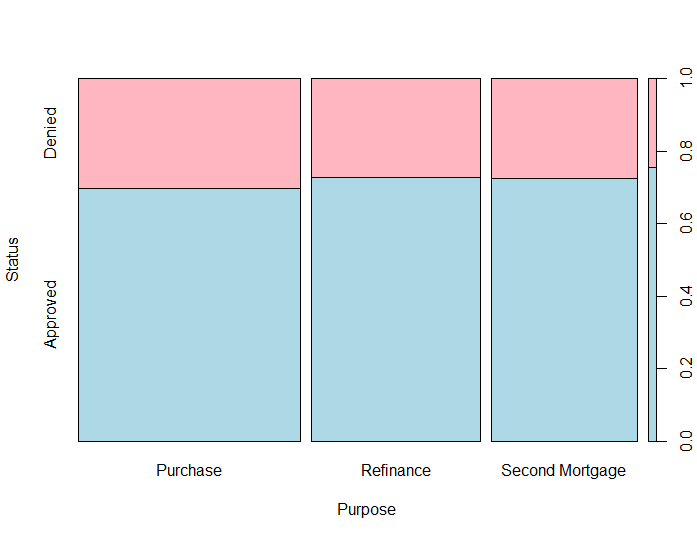 Status
Denied
Approved
1.0
0.8
0.6
0.4
0.2
0.0
Purchase
Refinance
Second Mortgage
Purpose